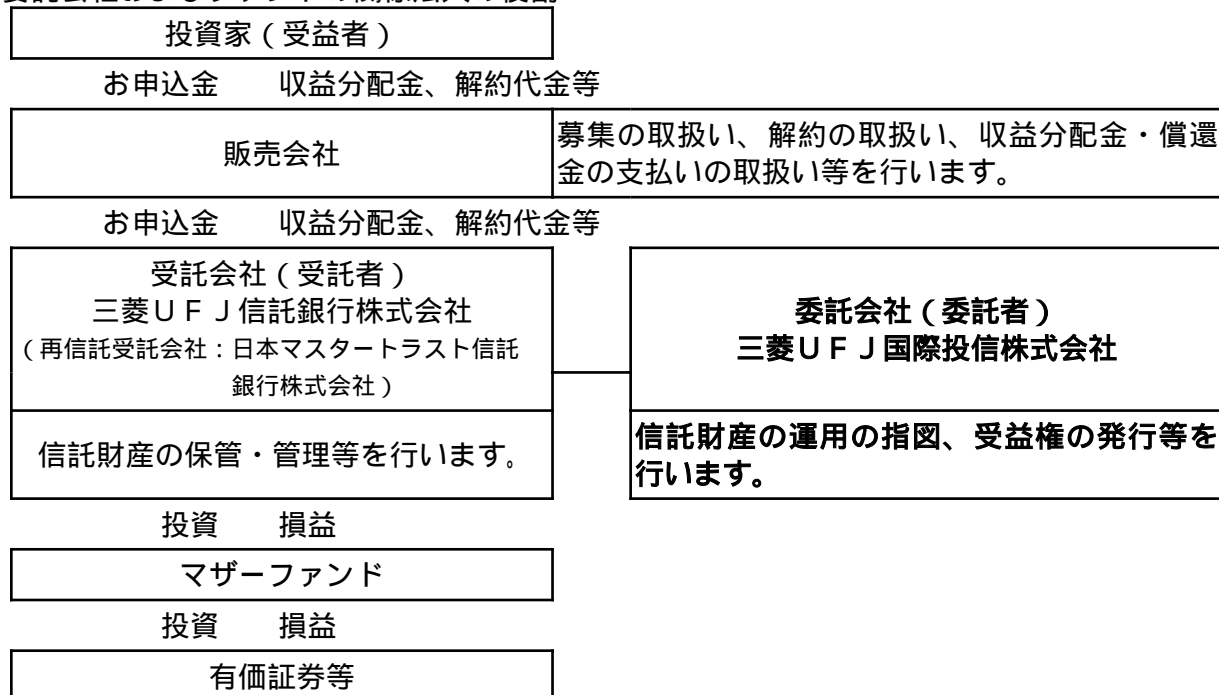 投資家（受益者）
お申込金　　収益分配金、解約代金等
販売会社
募集の取扱い、解約の取扱い、収益分配金・償還
金の支払いの取扱い等を行います。
お申込金　　収益分配金、解約代金等
受託会社（受託者）
三菱ＵＦＪ信託銀行株式会社
（再信託受託会社：日本マスタートラスト信託
銀行株式会社）
委託会社（委託者）
三菱ＵＦＪ国際投信株式会社
信託財産の保管・管理等を行います。
信託財産の運用の指図、受益権の発行等を
行います。
投資　　損益
マザーファンド
投資　　損益
有価証券等